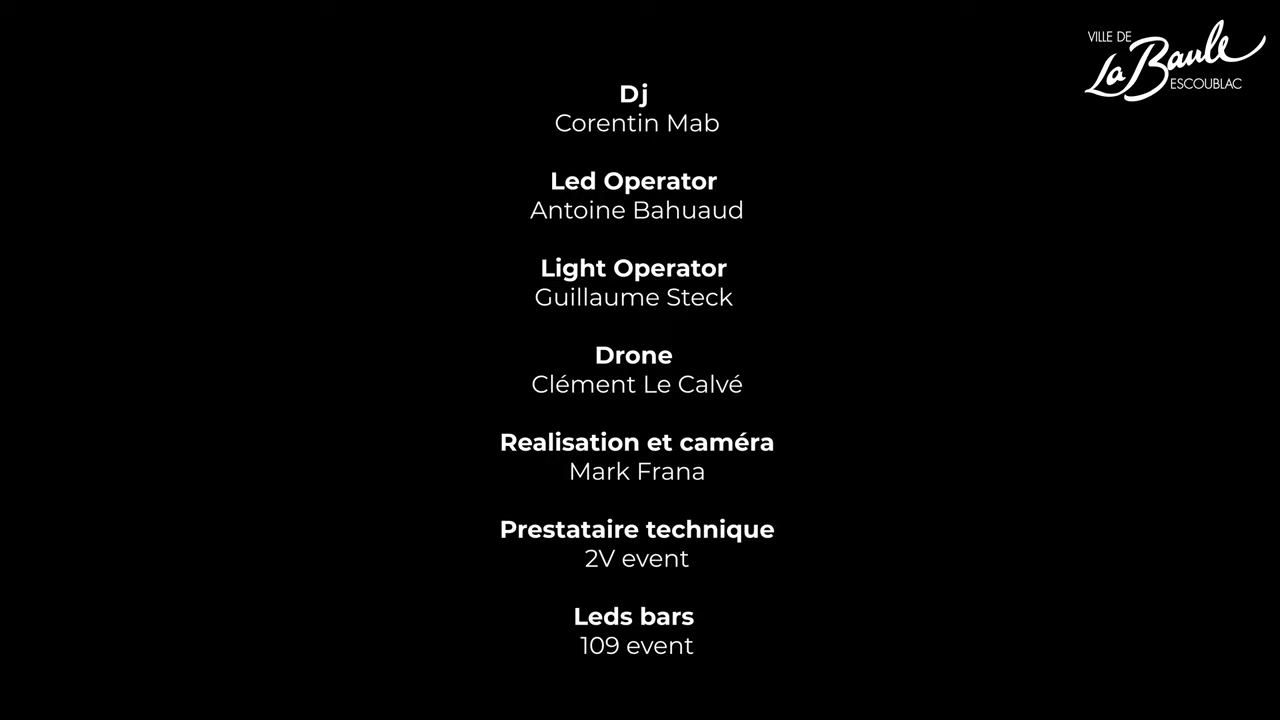 VILLE DE
La Baule
ESCOUBLAC
Dj
Corentin Mab
Led Operator
Antoine Bahuaud
Light Operator
Guillaume Steck
Drone
Clément Le Calvé
Realisation et caméra
Mark Frana
Prestataire technique
2V event
Leds bars
109 event